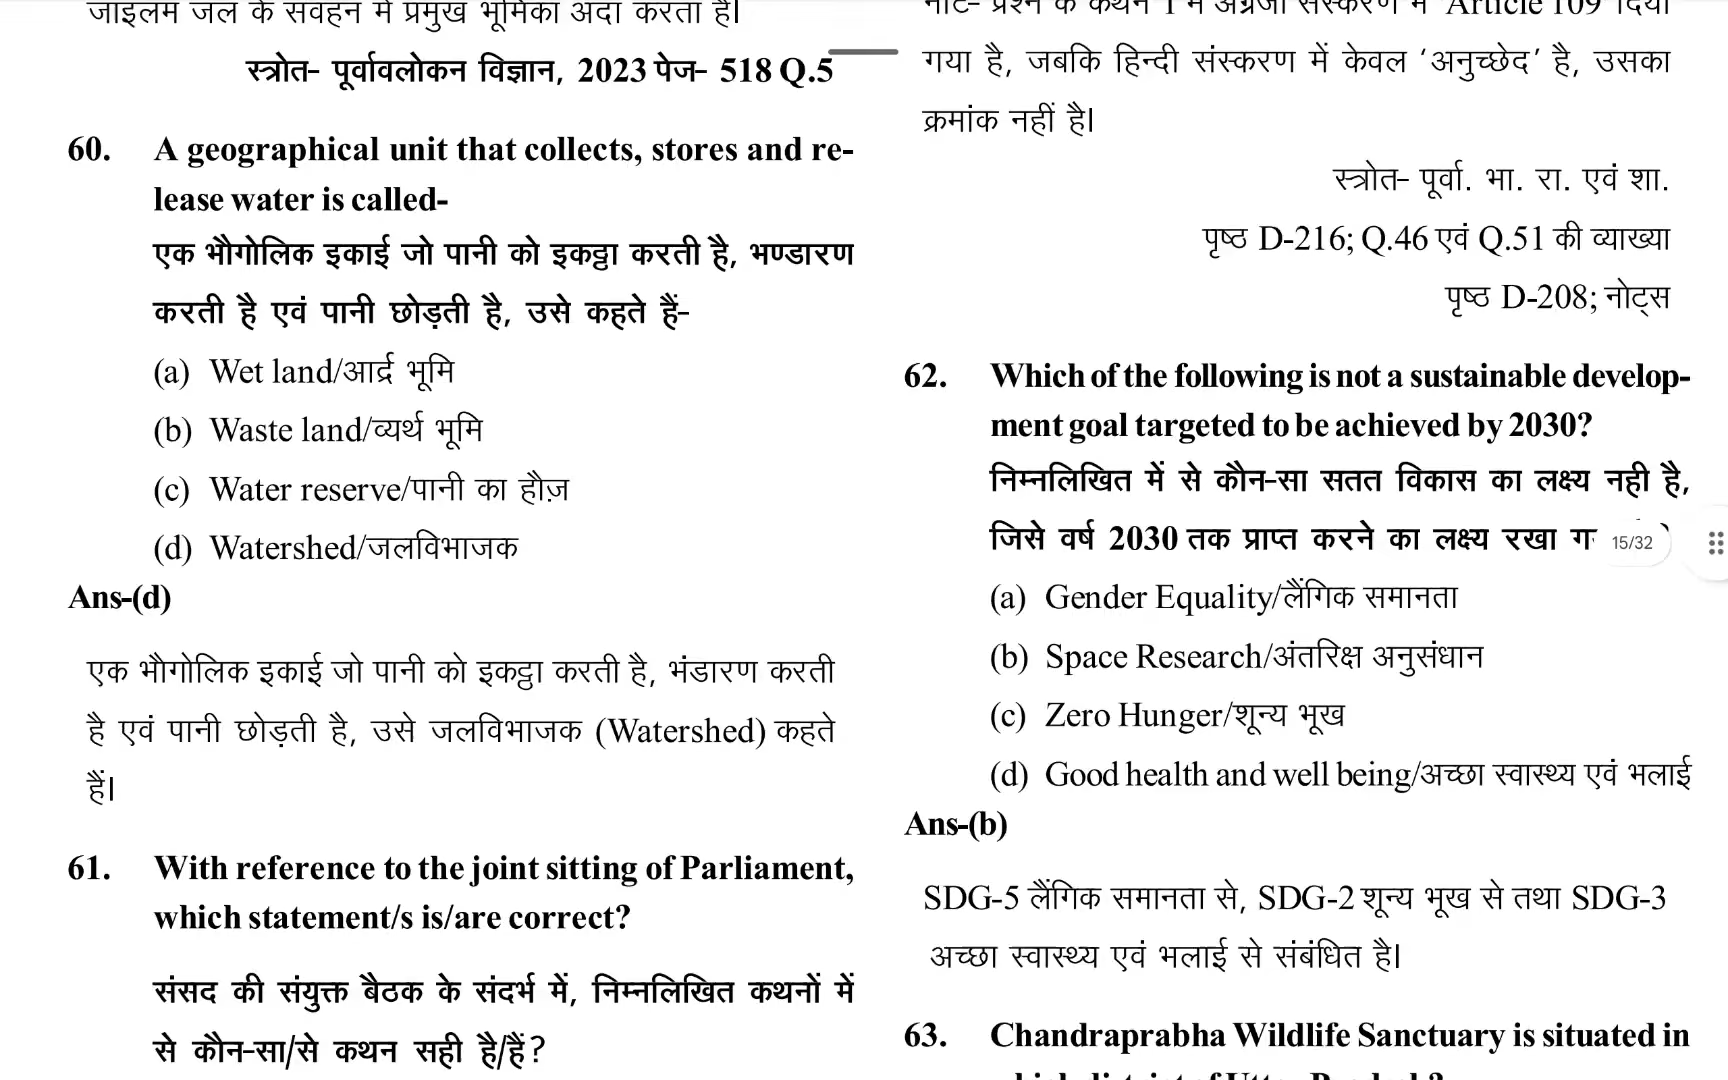 जाइलम जल के संवहन में प्रमुख भूमिका अदा करता है।
स्त्रोत- पूर्वावलोकन विज्ञान, 2023 पेज- 518 Q.5
60. A geographical unit that collects, stores and re-
lease water is called-
एक भौगोलिक इकाई जो पानी को इकठ्ठा करती है, भण्डारण
करती है एवं पानी छोड़ती है, उसे कहते हैं-
(a) Wet land/आर्द्र भूमि
(b) Waste land/व्यर्थ भूमि
(c) Water reserve/पानी का हौज़
(d) Watershed/जलविभाजक
Ans-(d)
एक भौगोलिक इकाई जो पानी को इकट्ठा करती है, भंडारण करती
है एवं पानी छोड़ती है, उसे जलविभाजक (Watershed) कहते
हैं।
61. With reference to the joint sitting of Parliament,
which statement/s is/are correct?
संसद की संयुक्त बैठक के संदर्भ में, निम्नलिखित कथनों में
से कौन-सा/से कथन सही है/हैं?
नोट- प्रश्न के कथन 1 में अंग्रेजी संस्करण में 'Article 109' दिया
गया है, जबकि हिन्दी संस्करण में केवल 'अनुच्छेद' है, उसका
क्रमांक नहीं है।
स्त्रोत- पूर्वा. भा. रा. एवं शा.
पृष्ठ D-216; Q.46 एवं Q.51 की व्याख्या
पृष्ठ D-208; नोट्स
62. Which of the following is not a sustainable develop-
ment goal targeted to be achieved by 2030?
निम्नलिखित में से कौन-सा सतत विकास का लक्ष्य नही है,
जिसे वर्ष 2030 तक प्राप्त करने का लक्ष्य रखा
15/32
(a) Gender Equality/लैंगिक समानता
(b) Space Research/अंतरिक्ष अनुसंधान
(c) Zero Hunger/शून्य भूख
(d) Good health and well being/अच्छा स्वास्थ्य एवं भलाई
Ans-(b)
SDG-5 लैंगिक समानता से, SDG-2 शून्य भूख से तथा SDG-3
अच्छा स्वास्थ्य एवं भलाई से संबंधित है।
63. Chandraprabha Wildlife Sanctuary is situated in